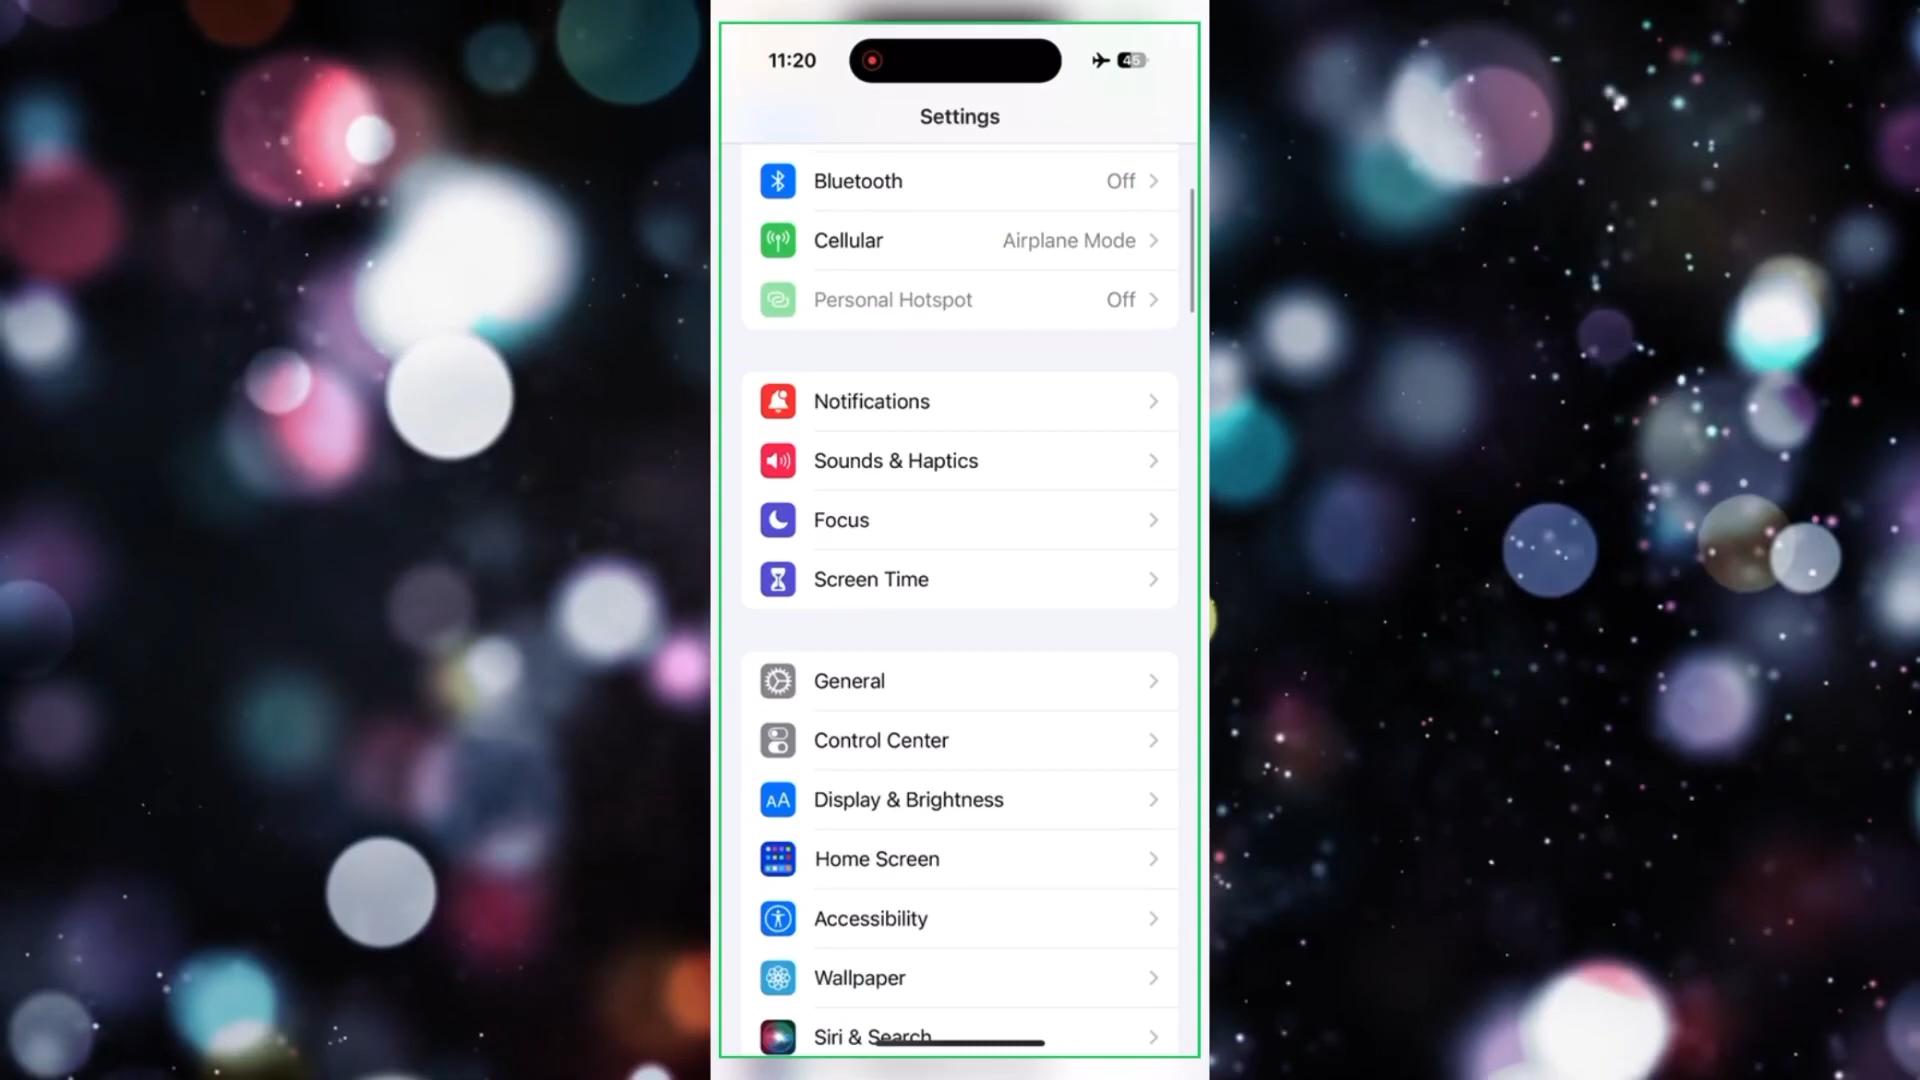 11:20
45
Settings
Bluetooth Off
Cellular Airplane Mode
Personal Hotspot Off
Notifications
Sounds & Haptics
Focus
Screen Time
General
Control Center
AA Display & Brightness
Home Screen
Accessibility
Wallpaper
Siri & Search